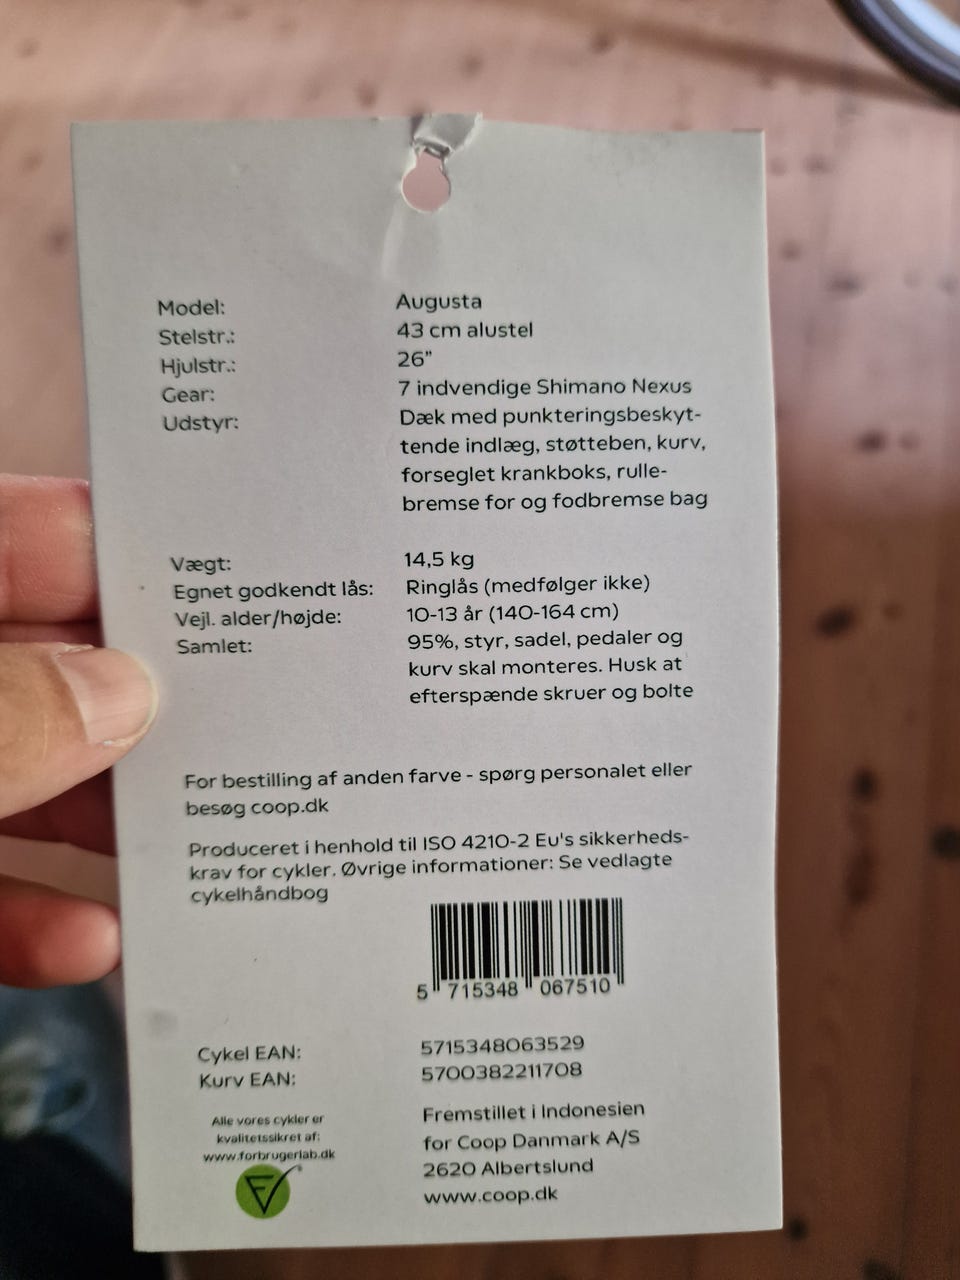 Model: Augusta
Stelstr.: 43 cm alustel
Hjulstr.: 26”
Gear: 7 indvendige Shimano Nexus
Udstyr: Dæk med punkteringsbeskyt-
tende indlæg, støtteben, kurv,
forseglet krankboks, rulle-
bremse for og fodbremse bag
Vægt: 14,5 kg
Egnet godkendt lås: Ringlås (medfølger ikke)
Vejl. alder/højde: 10-13 år (140-164 cm)
Samlet: 95%, styr, sadel, pedaler og
kurv skal monteres. Husk at
efterspænde skruer og bolte
For bestilling af anden farve - spørg personalet eller
besøg coop.dk
Produceret i henhold til ISO 4210-2 Eu's sikkerheds-
krav for cykler. Øvrige informationer: Se vedlagte
cykelhåndbog
5 715348 067510
Cykel EAN: 5715348063529
Kurv EAN: 5700382211708
Alle vores cykler er
kvalitetssikret af:
www.forbrugerlab.dk
Fremstillet i Indonesien
for Coop Danmark A/S
2620 Albertslund
www.coop.dk